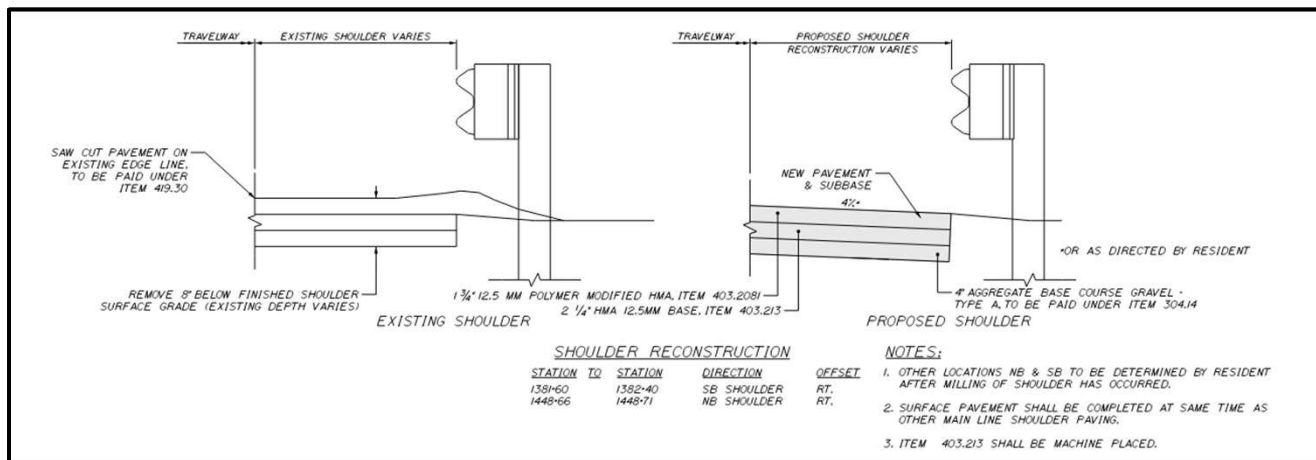 TRAVELWAY
EXISTING SHOULDER VARIES
SAW CUT PAVEMENT ON
EXISTING EDGE LINE,
TO BE PAID UNDER
ITEM 419.30
REMOVE 8" BELOW FINISHED SHOULDER
SURFACE GRADE (EXISTING DEPTH VARIES)
EXISTING SHOULDER
TRAVELWAY
PROPOSED SHOULDER
RECONSTRUCTION VARIES
NEW PAVEMENT
& SUBBASE
4%*
*OR AS DIRECTED BY RESIDENT
1 3/4" 12.5 MM POLYMER MODIFIED HMA, ITEM 403.2081
2 1/4" HMA 12.5MM BASE, ITEM 403.213
4" AGGREGATE BASE COURSE GRAVEL -
TYPE A, TO BE PAID UNDER ITEM 304.14
PROPOSED SHOULDER
SHOULDER RECONSTRUCTION
STATION TO STATION DIRECTION OFFSET
1381+60 1382+40 SB SHOULDER RT.
1448+66 1448+71 NB SHOULDER RT.
NOTES:
1. OTHER LOCATIONS NB & SB TO BE DETERMINED BY RESIDENT
AFTER MILLING OF SHOULDER HAS OCCURRED.
2. SURFACE PAVEMENT SHALL BE COMPLETED AT SAME TIME AS
OTHER MAIN LINE SHOULDER PAVING.
3. ITEM 403.213 SHALL BE MACHINE PLACED.